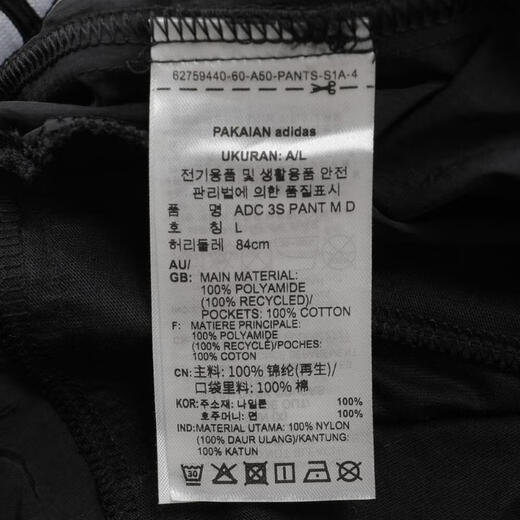 62759440-60-A50-PANTS-S1A-4
PAKAIAN adidas
UKURAN: A/L
전기용품 및 생활용품 안전
관리법에 의한 품질표시
품 명 ADC 3S PANT M D
호 칭 L
허리둘레 84cm
AU/
GB: MAIN MATERIAL:
100% POLYAMIDE
(100% RECYCLED)/
POCKETS: 100% COTTON
F: MATIERE PRINCIPALE:
100% POLYAMIDE
(100% RECYCLÉ)/POCHES:
100% COTON
CN: 主料: 100% 锦纶(再生)/
口袋里料: 100% 棉
KOR: 주소재: 나일론 100%
호주머니: 면 100%
IND: MATERIAL UTAMA: 100% NYLON
(100% DAUR ULANG)/KANTUNG:
100% KATUN
30